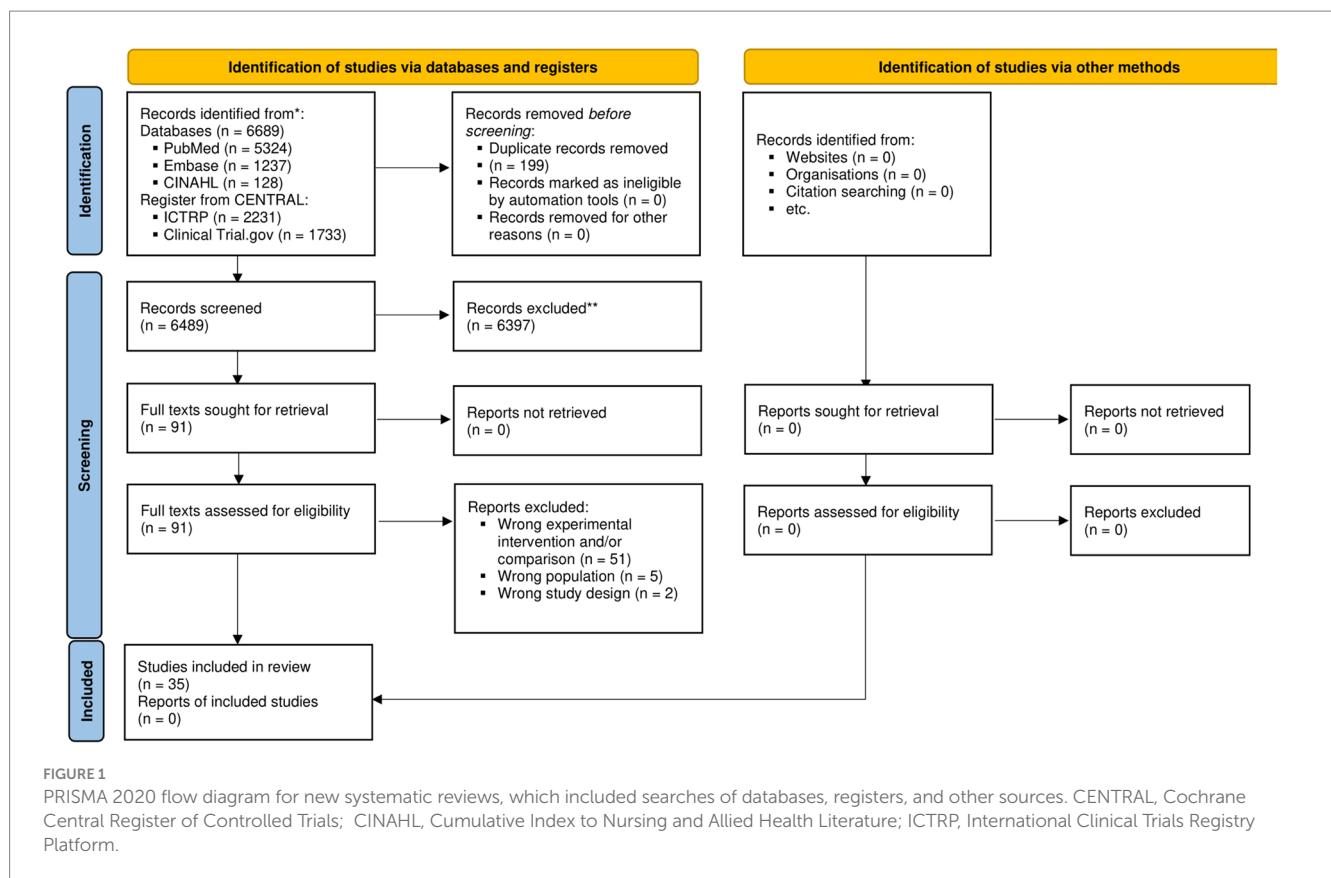 Identification of studies via databases and registers
Identification of studies via other methods
Identification
Records identified from*:
Databases (n = 6689)
▪ PubMed (n = 5324)
▪ Embase (n = 1237)
▪ CINAHL (n = 128)
Register from CENTRAL:
▪ ICTRP (n = 2231)
▪ Clinical Trial.gov (n = 1733)
Records removed before
screening:
▪ Duplicate records removed
▪ (n = 199)
▪ Records marked as ineligible
by automation tools (n = 0)
▪ Records removed for other
reasons (n = 0)
Records identified from:
▪ Websites (n = 0)
▪ Organisations (n = 0)
▪ Citation searching (n = 0)
▪ etc.
Screening
Records screened
(n = 6489)
Records excluded**
(n = 6397)
Full texts sought for retrieval
(n = 91)
Reports not retrieved
(n = 0)
Reports sought for retrieval
(n = 0)
Reports not retrieved
(n = 0)
Full texts assessed for eligibility
(n = 91)
Reports excluded:
▪ Wrong experimental
intervention and/or
comparison (n = 51)
▪ Wrong population (n = 5)
▪ Wrong study design (n = 2)
Reports assessed for eligibility
(n = 0)
Reports excluded
(n = 0)
Included
Studies included in review
(n = 35)
Reports of included studies
(n = 0)
FIGURE 1
PRISMA 2020 flow diagram for new systematic reviews, which included searches of databases, registers, and other sources. CENTRAL, Cochrane
Central Register of Controlled Trials; CINAHL, Cumulative Index to Nursing and Allied Health Literature; ICTRP, International Clinical Trials Registry
Platform.